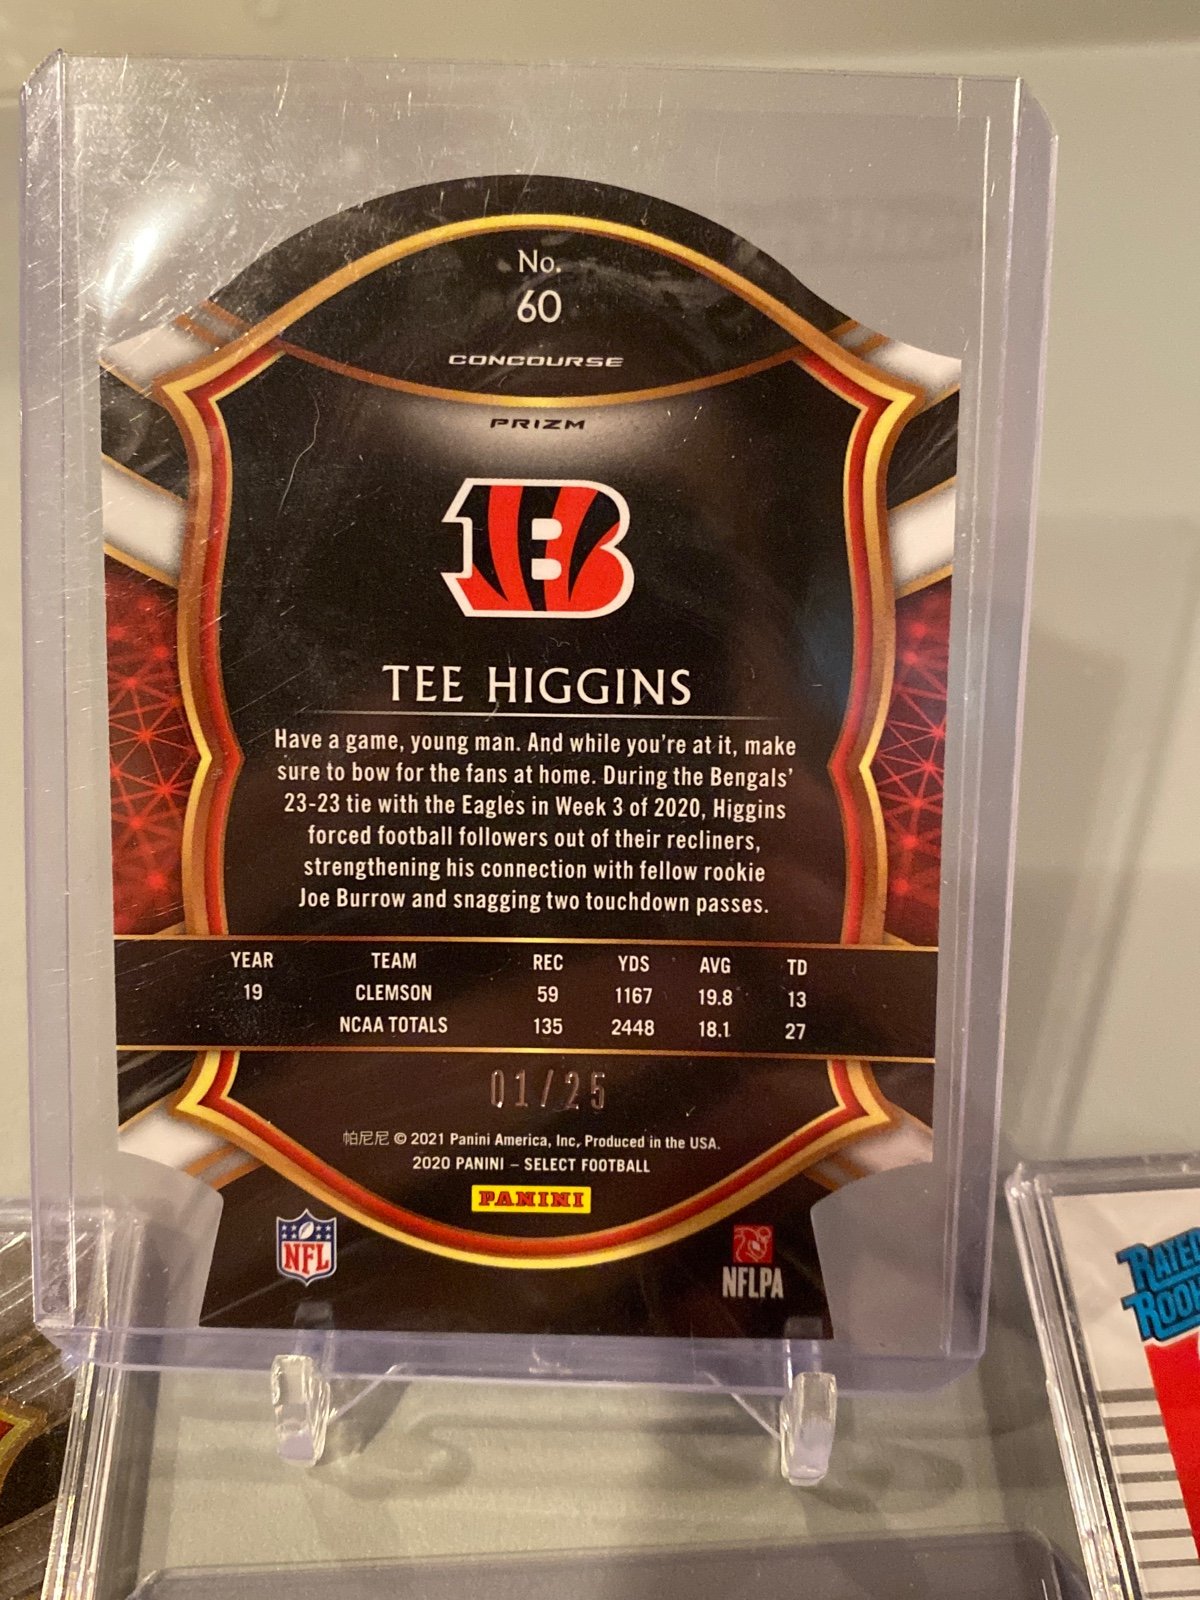 No.
60
CONCOURSE
PRIZM
B
TEE HIGGINS
Have a game, young man. And while you're at it, make
sure to bow for the fans at home. During the Bengals'
23-23 tie with the Eagles in Week 3 of 2020, Higgins
forced football followers out of their recliners,
strengthening his connection with fellow rookie
Joe Burrow and snagging two touchdown passes.
YEAR TEAM REC YDS AVG TD
19 CLEMSON 59 1167 19.8 13
NCAA TOTALS 135 2448 18.1 27
01/25
帕尼尼 © 2021 Panini America, Inc, Produced in the USA.
2020 PANINI – SELECT FOOTBALL
PANINI
NFL
NFLPA
RATED